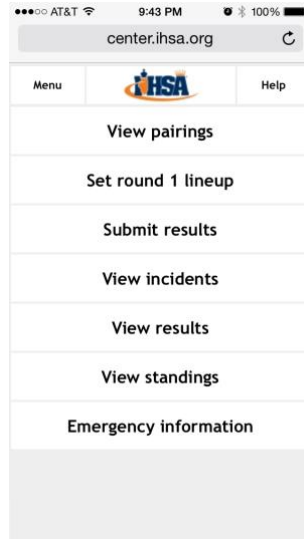 AT&T 9:43 PM 100%
center.ihsa.org
Menu IHSA Help
View pairings
Set round 1 lineup
Submit results
View incidents
View results
View standings
Emergency information